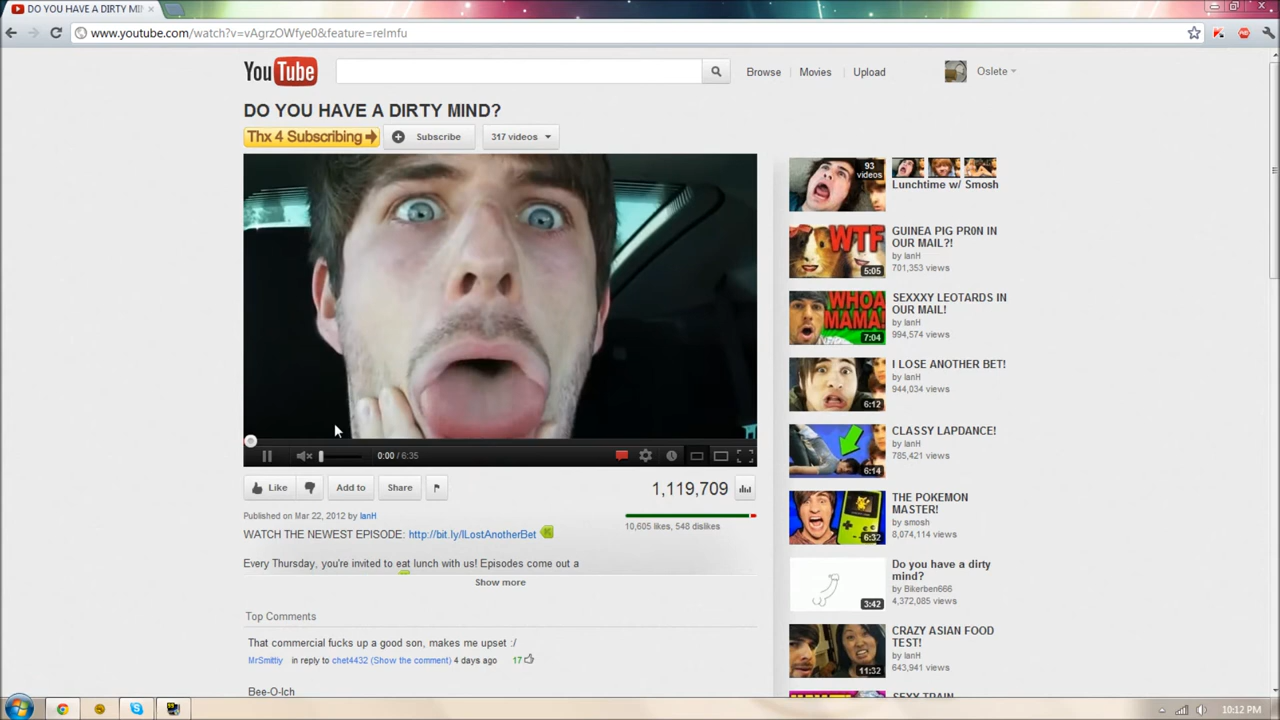 DO YOU HAVE A DIRTY MIN
www.youtube.com/watch?v=vAgrzOWfye0&feature=relmfu
YouTube
Browse
Movies
Upload
Oslete
DO YOU HAVE A DIRTY MIND?
Thx 4 Subscribing
Subscribe
317 videos
0:00 / 6:35
Like
Add to
Share
1,119,709
Published on Mar 22, 2012 by IanH
10,605 likes, 548 dislikes
WATCH THE NEWEST EPISODE: http://bit.ly/ILostAnotherBet
Every Thursday, you're invited to eat lunch with us! Episodes come out a
Show more
Top Comments
That commercial fucks up a good son, makes me upset :/
MrSmittly in reply to chet4432 (Show the comment) 4 days ago 17
Bee-O-Ich
93
videos
Lunchtime w/ Smosh
WTF
5:05
GUINEA PIG PR0N IN
OUR MAIL?!
by IanH
701,353 views
WHOA
MAMA!
7:04
SEXXXY LEOTARDS IN
OUR MAIL!
by IanH
994,574 views
6:12
I LOSE ANOTHER BET!
by IanH
944,034 views
6:14
CLASSY LAPDANCE!
by IanH
785,421 views
6:32
THE POKEMON
MASTER!
by smosh
8,074,114 views
3:42
Do you have a dirty
mind?
by Bikerben666
4,372,085 views
11:32
CRAZY ASIAN FOOD
TEST!
by IanH
643,941 views
SEXY TRAIN
10:12 PM